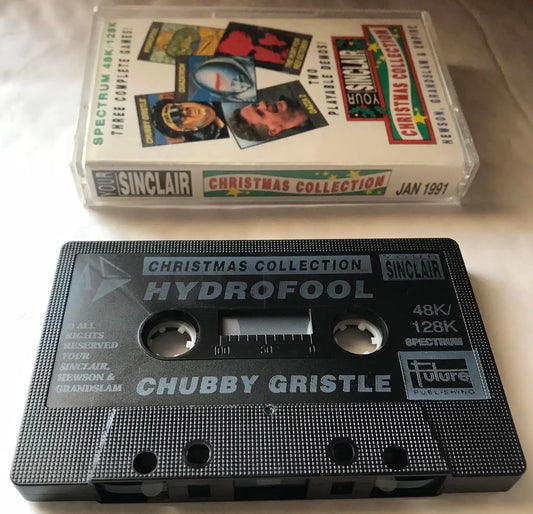 SPECTRUM 48K/128K
THREE COMPLETE GAMES!
CHUBBY GRISTLE
TWO
PLAYABLE DEMOS!
YOUR
SINCLAIR
CHRISTMAS COLLECTION
HEWSON, GRANDSLAM & EMPIRE
YOUR
SINCLAIR
CHRISTMAS COLLECTION
JAN 1991
CHRISTMAS COLLECTION
YOUR
SINCLAIR
HYDROFOOL
© ALL
RIGHTS
RESERVED
YOUR
SINCLAIR,
HEWSON &
GRANDSLAM
100 50 0
48K/
128K
SPECTRUM
CHUBBY GRISTLE
Future
PUBLISHING